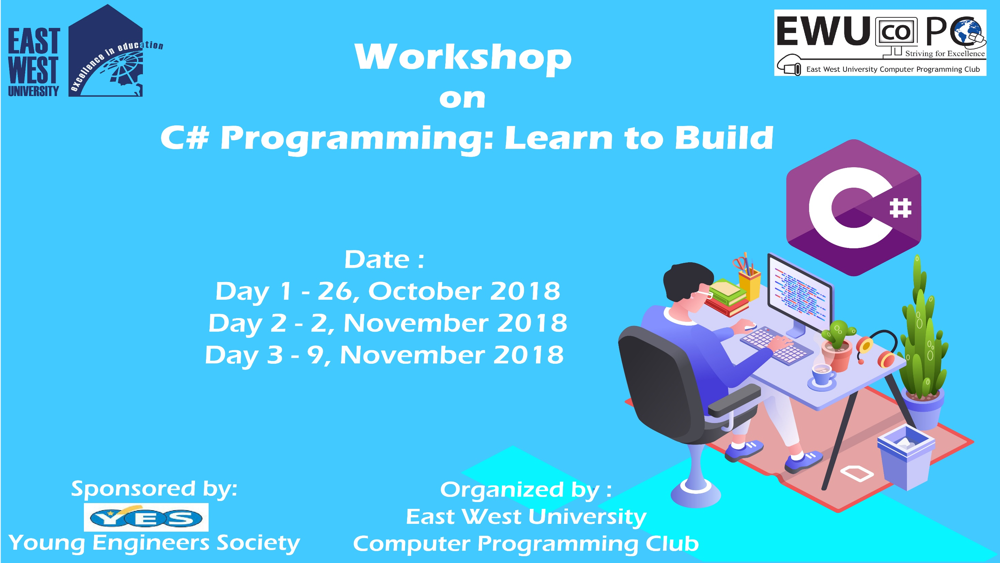 EAST
WEST
UNIVERSITY
excellence in education
EWU CO PC
Striving for Excellence
East West University Computer Programming Club
Workshop
on
C# Programming: Learn to Build
C#
Date :
Day 1 - 26, October 2018
Day 2 - 2, November 2018
Day 3 - 9, November 2018
Sponsored by:
YES
Young Engineers Society
Organized by :
East West University
Computer Programming Club